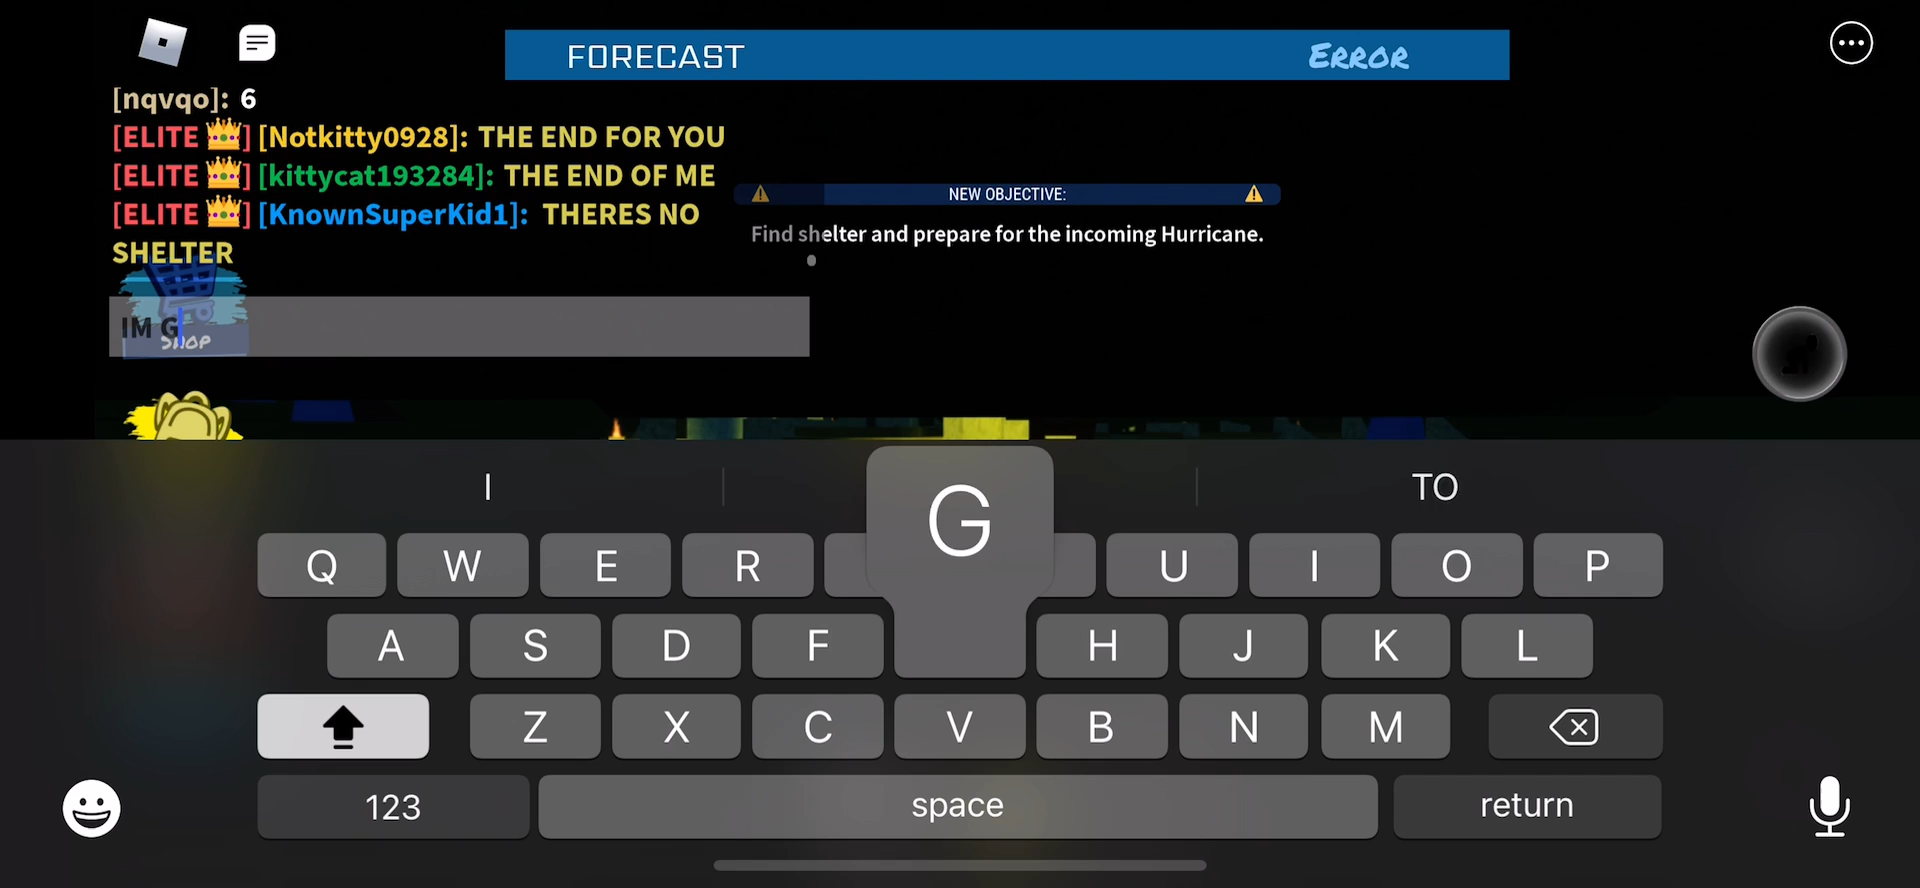 FORECAST ERROR
[nqvqo]: 6
[ELITE 👑] [Notkitty0928]: THE END FOR YOU
[ELITE 👑] [kittycat193284]: THE END OF ME
[ELITE 👑] [KnownSuperKid1]: THERES NO
SHELTER
NEW OBJECTIVE:
Find shelter and prepare for the incoming Hurricane.
IM G
SHOP
I TO
G
Q W E R U I O P
A S D F H J K L
Z X C V B N M
123 space return